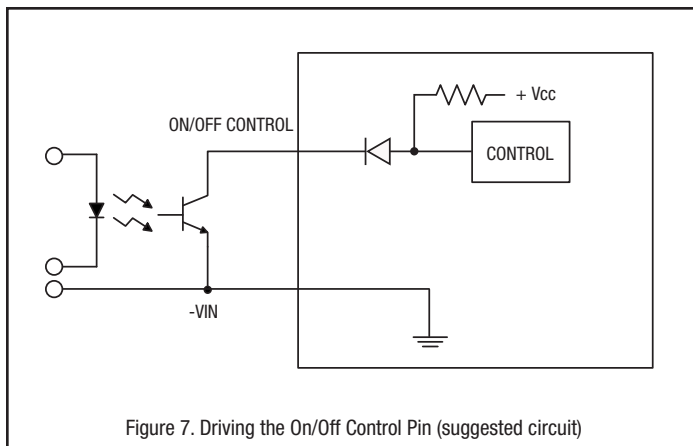 + Vcc
ON/OFF CONTROL
CONTROL
-VIN
Figure 7. Driving the On/Off Control Pin (suggested circuit)